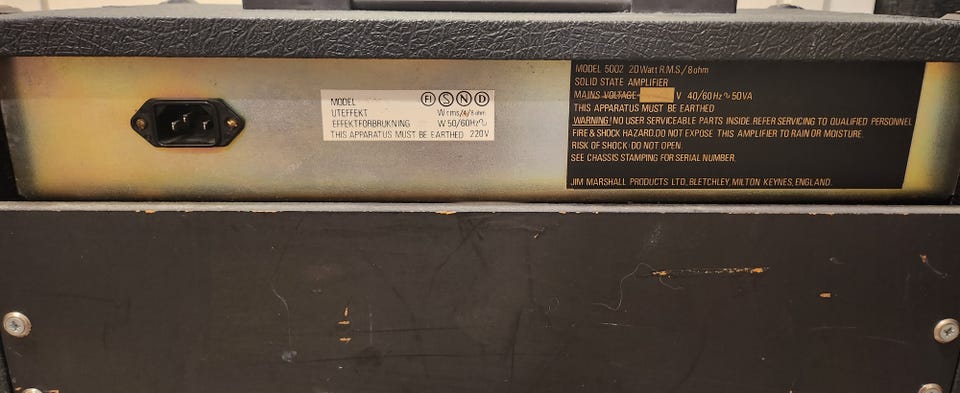 MODEL FI S N D
UTEFFEKT W rms/4/8 ohm
EFFEKTFÖRBRUKNING W 50/60Hz∿
THIS APPARATUS MUST BE EARTHED 220V
MODEL 5002 20 Watt R.M.S./8 ohm
SOLID STATE AMPLIFIER
MAINS VOLTAGE V 40/60Hz∿50VA
THIS APPARATUS MUST BE EARTHED
WARNING! NO USER SERVICEABLE PARTS INSIDE. REFER SERVICING TO QUALIFIED PERSONNEL
FIRE & SHOCK HAZARD. DO NOT EXPOSE THIS AMPLIFIER TO RAIN OR MOISTURE.
RISK OF SHOCK DO NOT OPEN.
SEE CHASSIS STAMPING FOR SERIAL NUMBER.
JIM MARSHALL PRODUCTS LTD., BLETCHLEY, MILTON KEYNES, ENGLAND.